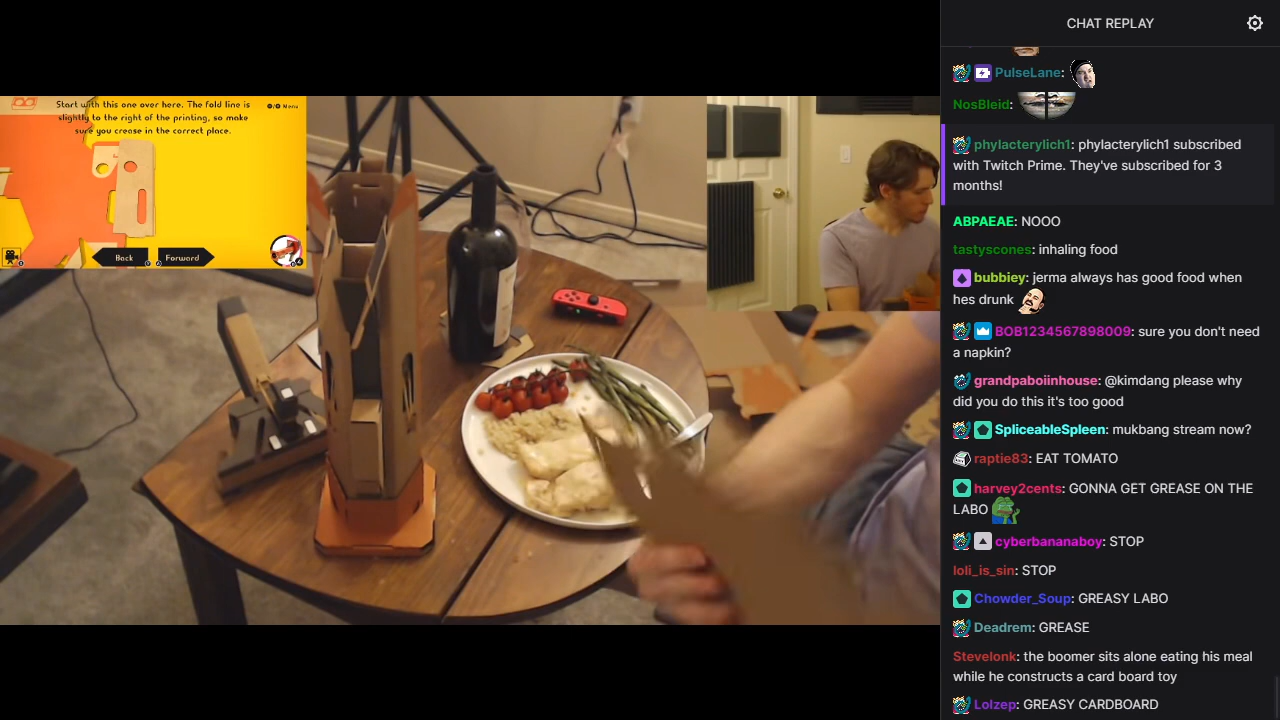 Start with this one over here. The fold line is
slightly to the right of the printing, so make
sure you crease in the correct place.
Menu
Back
Forward
CHAT REPLAY
PulseLane:
NosBleid:
phylacterylich1: phylacterylich1 subscribed
with Twitch Prime. They've subscribed for 3
months!
ABPAEAE: NOOO
tastyscones: inhaling food
bubbiey: jerma always has good food when
hes drunk
BOB1234567898009: sure you don't need
a napkin?
grandpaboiinhouse: @kimdang please why
did you do this it's too good
SpliceableSpleen: mukbang stream now?
raptie83: EAT TOMATO
harvey2cents: GONNA GET GREASE ON THE
LABO
cyberbananaboy: STOP
loli_is_sin: STOP
Chowder_Soup: GREASY LABO
Deadrem: GREASE
Stevelonk: the boomer sits alone eating his meal
while he constructs a card board toy
Lolzep: GREASY CARDBOARD